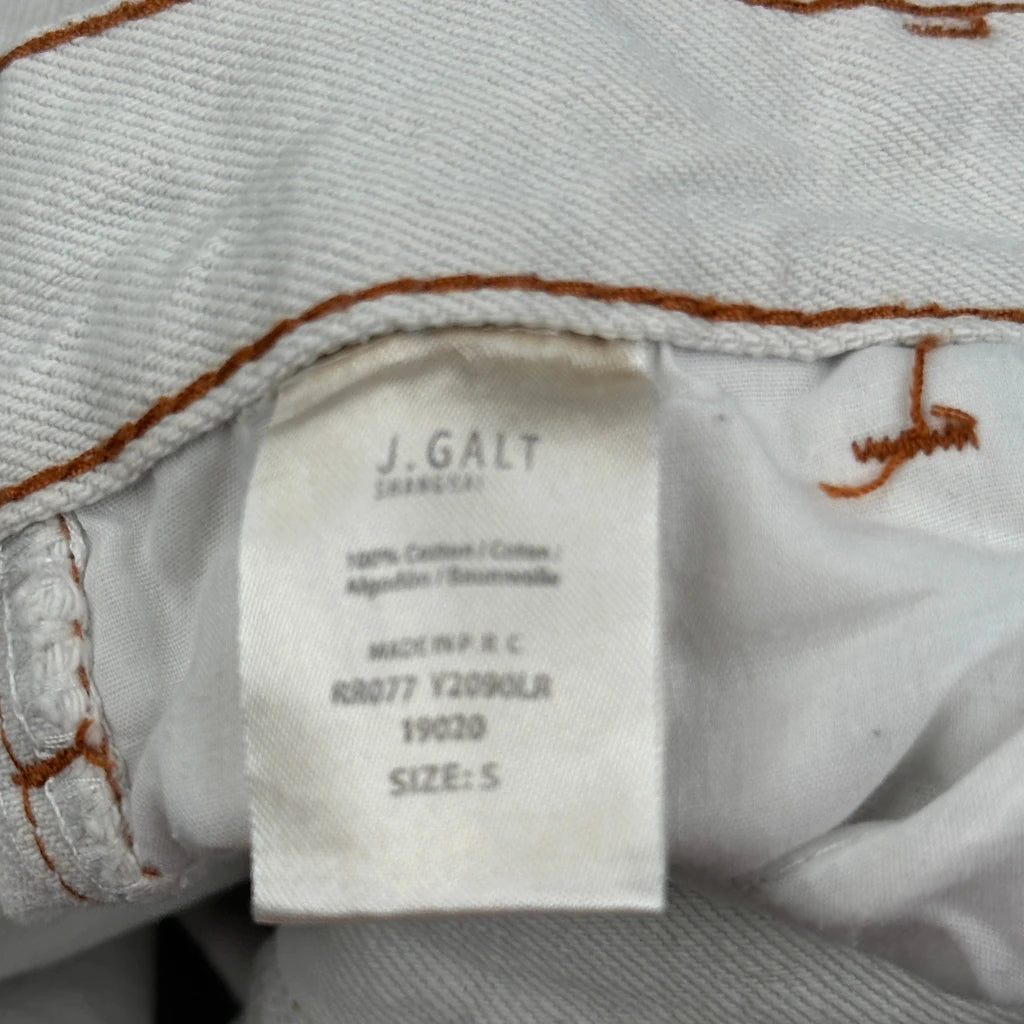 J.GALT
SHANGHAI
100% Cotton / Coton /
Algodón / Baumwolle
MADE IN P. R. C.
RR077 Y2090LR
19020
SIZE: S